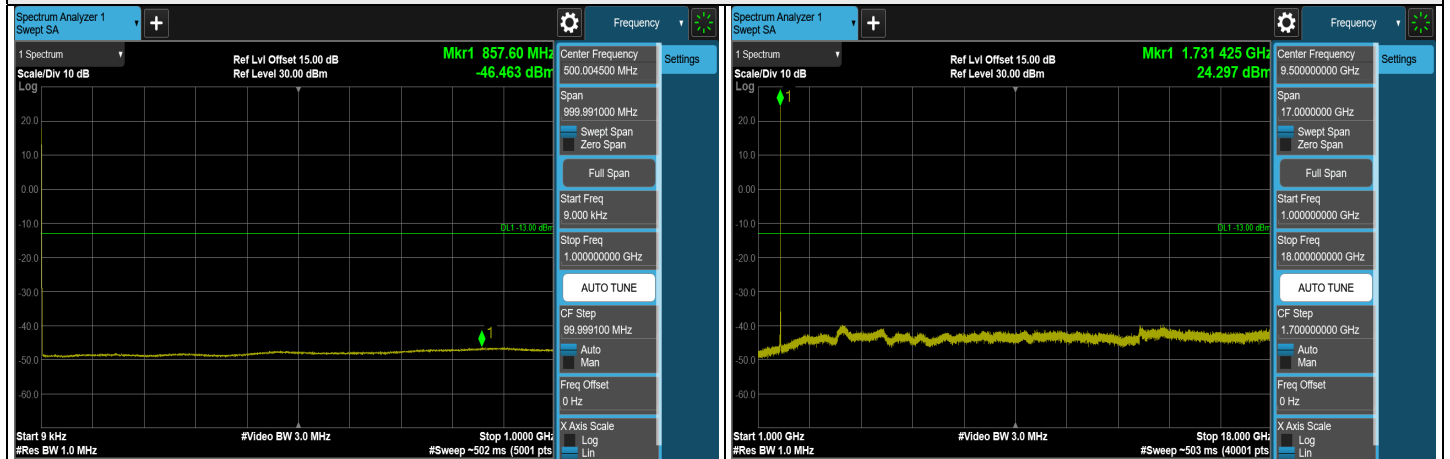 Spectrum Analyzer 1
Swept SA
+
Frequency
1 Spectrum
Ref Lvl Offset 15.00 dB
Mkr1 857.60 MHz
Scale/Div 10 dB
Ref Level 30.00 dBm
-46.463 dBm
Log
1
20.0
10.0
0.00
-10.0
DL1 -13.00 dBm
-20.0
-30.0
-40.0
-50.0
-60.0
Start 9 kHz
#Video BW 3.0 MHz
Stop 1.0000 GHz
#Res BW 1.0 MHz
#Sweep ~502 ms (5001 pts
Center Frequency
500.004500 MHz
Settings
Span
999.991000 MHz
Swept Span
Zero Span
Full Span
Start Freq
9.000 kHz
Stop Freq
1.000000000 GHz
AUTO TUNE
CF Step
99.999100 MHz
Auto
Man
Freq Offset
0 Hz
X Axis Scale
Log
Lin
Spectrum Analyzer 1
Swept SA
+
Frequency
1 Spectrum
Ref Lvl Offset 15.00 dB
Mkr1 1.731 425 GHz
Scale/Div 10 dB
Ref Level 30.00 dBm
24.297 dBm
Log
1
20.0
10.0
0.00
-10.0
DL1 -13.00 dBm
-20.0
-30.0
-40.0
-50.0
-60.0
Start 1.000 GHz
#Video BW 3.0 MHz
Stop 18.000 GHz
#Res BW 1.0 MHz
#Sweep ~503 ms (40001 pts
Center Frequency
9.500000000 GHz
Settings
Span
17.0000000 GHz
Swept Span
Zero Span
Full Span
Start Freq
1.000000000 GHz
Stop Freq
18.000000000 GHz
AUTO TUNE
CF Step
1.700000000 GHz
Auto
Man
Freq Offset
0 Hz
X Axis Scale
Log
Lin